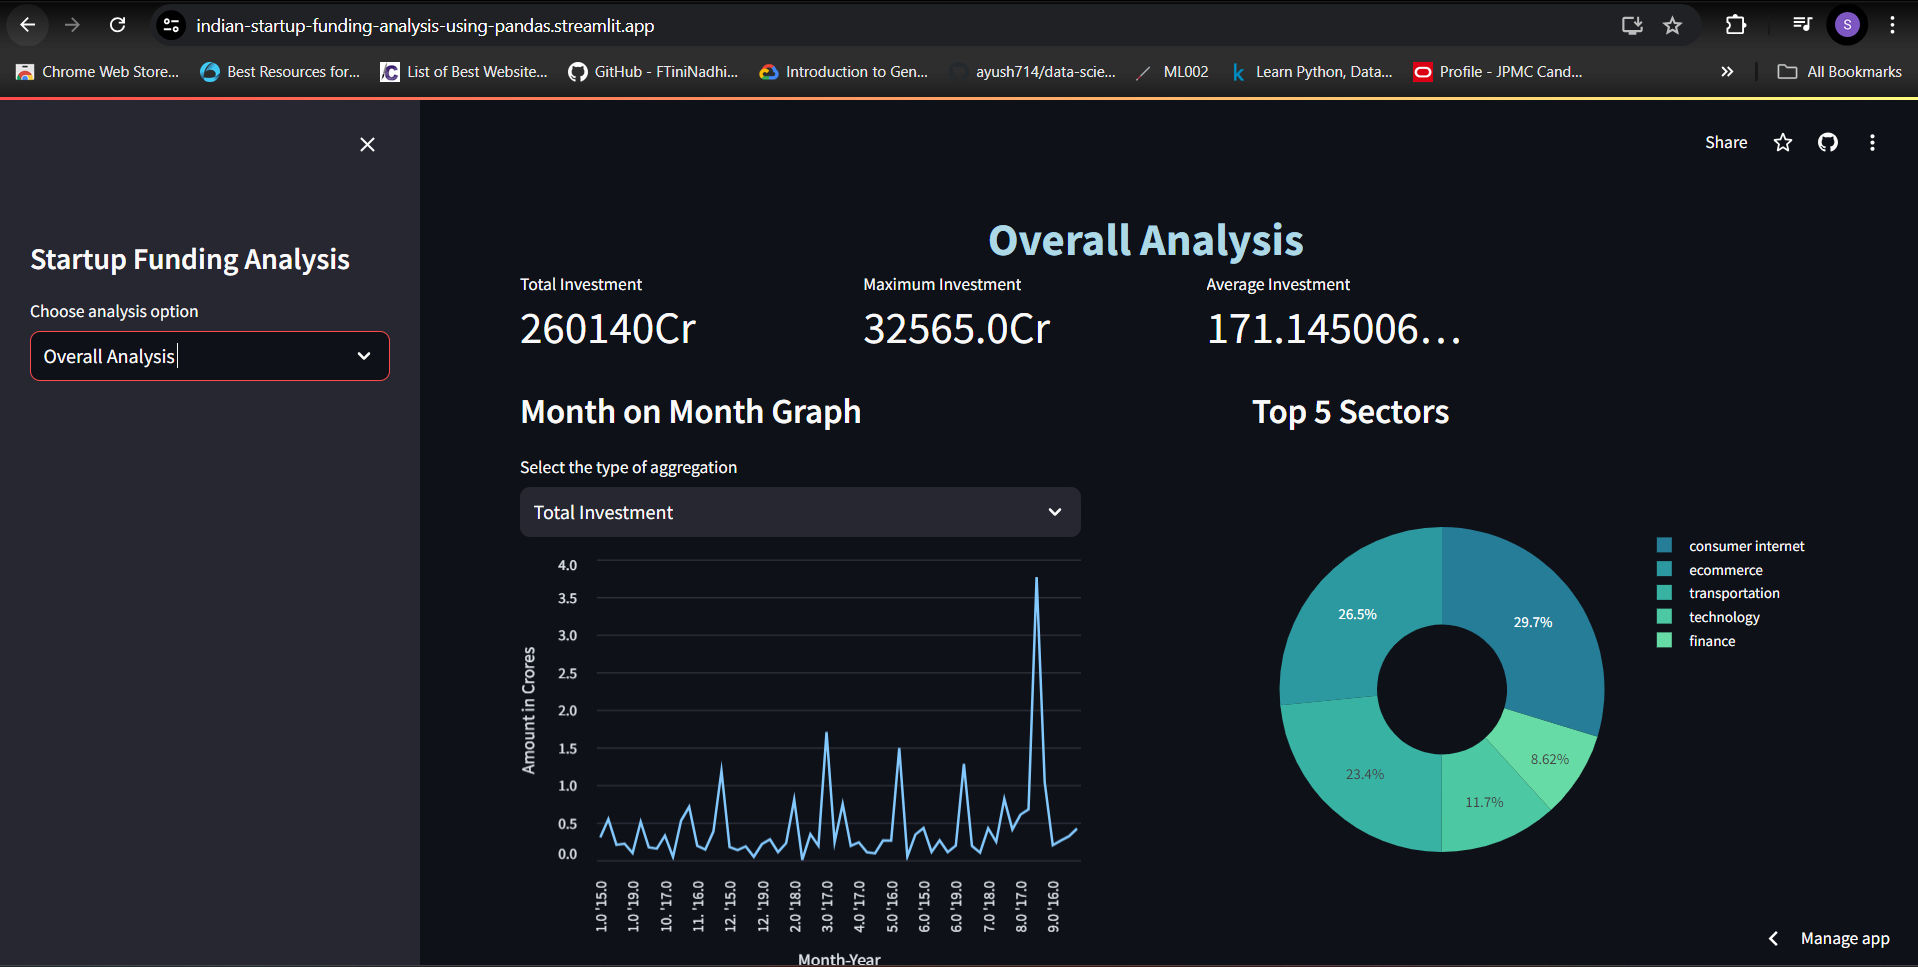 indian-startup-funding-analysis-using-pandas.streamlit.app
S
Chrome Web Store...
Best Resources for...
List of Best Website...
GitHub - FTiniNadhi...
Introduction to Gen...
ayush714/data-scie...
ML002
Learn Python, Data...
Profile - JPMC Cand...
All Bookmarks
Share
Startup Funding Analysis
Choose analysis option
Overall Analysis
Overall Analysis
Total Investment
260140Cr
Maximum Investment
32565.0Cr
Average Investment
171.145006...
Month on Month Graph
Select the type of aggregation
Total Investment
Amount in Crores
4.0
3.5
3.0
2.5
2.0
1.5
1.0
0.5
0.0
1.0 '15.0
1.0 '19.0
10. '17.0
11. '16.0
12. '15.0
12. '19.0
2.0 '18.0
3.0 '17.0
4.0 '17.0
5.0 '16.0
6.0 '15.0
6.0 '19.0
7.0 '18.0
8.0 '17.0
9.0 '16.0
Month-Year
Top 5 Sectors
26.5%
29.7%
23.4%
11.7%
8.62%
consumer internet
ecommerce
transportation
technology
finance
Manage app